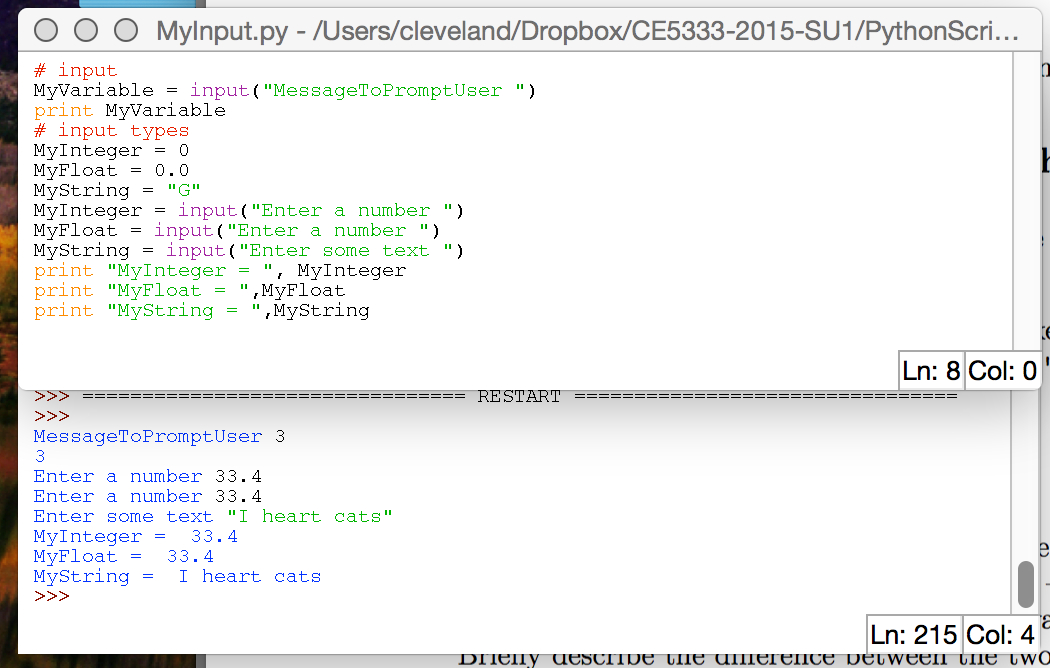 MyInput.py - /Users/cleveland/Dropbox/CE5333-2015-SU1/PythonScri...
# input
MyVariable = input("MessageToPromptUser ")
print MyVariable
# input types
MyInteger = 0
MyFloat = 0.0
MyString = "G"
MyInteger = input("Enter a number ")
MyFloat = input("Enter a number ")
MyString = input("Enter some text ")
print "MyInteger = ", MyInteger
print "MyFloat = ",MyFloat
print "MyString = ",MyString
Ln: 8 Col: 0
>>> ================================ RESTART ================================
>>>
MessageToPromptUser 3
3
Enter a number 33.4
Enter a number 33.4
Enter some text "I heart cats"
MyInteger =  33.4
MyFloat =  33.4
MyString =  I heart cats
>>>
Ln: 215 Col: 4
Briefly describe the difference between the two